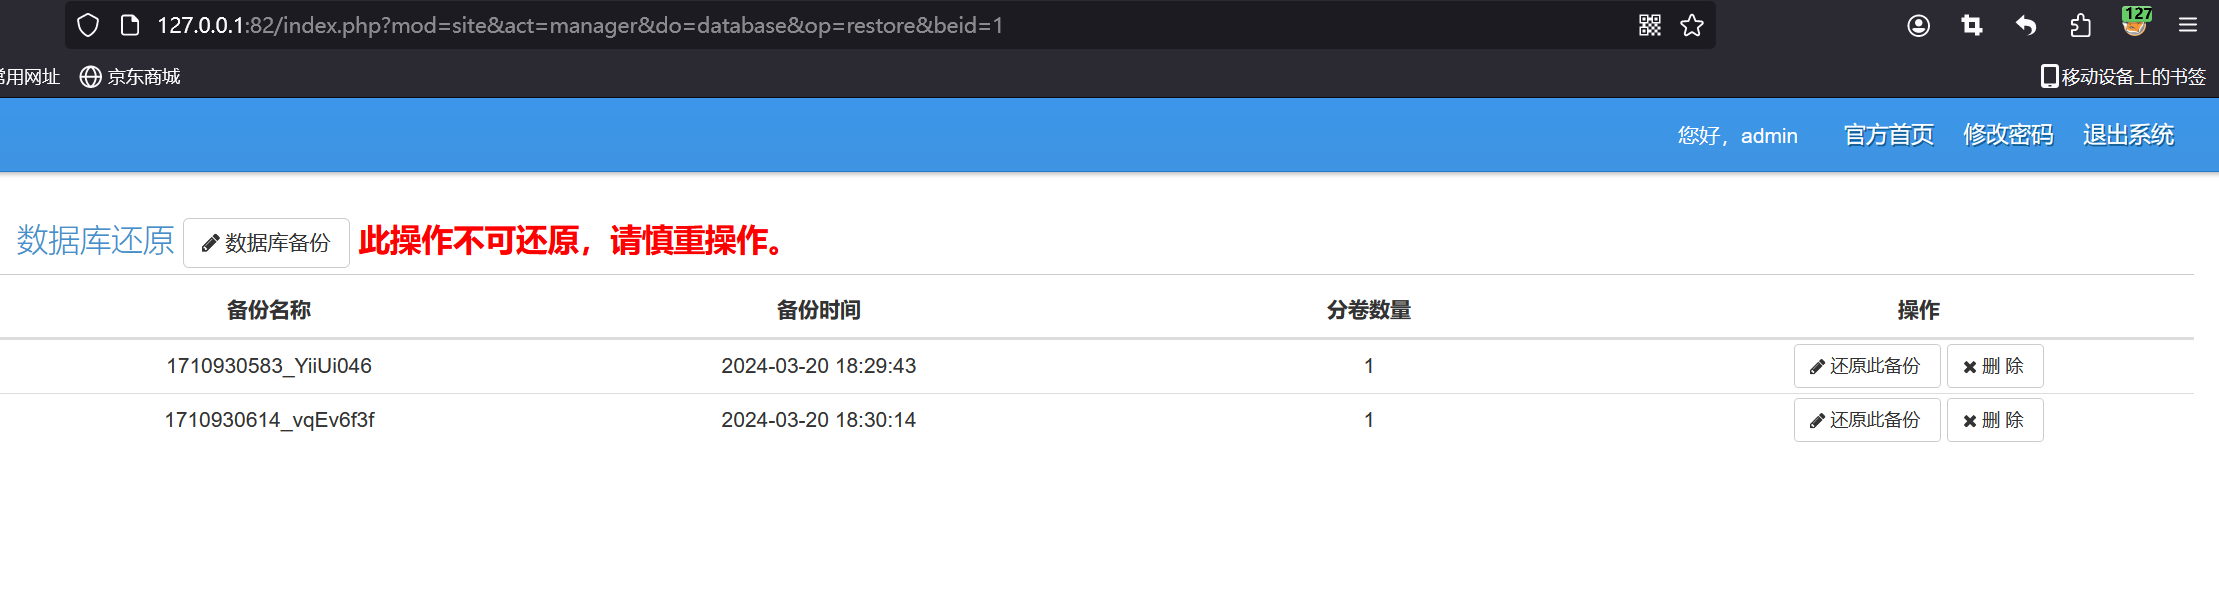 127.0.0.1:82/index.php?mod=site&act=manager&do=database&op=restore&beid=1
127
常用网址 京东商城 移动设备上的书签
您好，admin 官方首页 修改密码 退出系统
数据库还原 数据库备份 此操作不可还原，请慎重操作。
备份名称 备份时间 分卷数量 操作
1710930583_YiiUi046 2024-03-20 18:29:43 1 还原此备份 删 除
1710930614_vqEv6f3f 2024-03-20 18:30:14 1 还原此备份 删 除